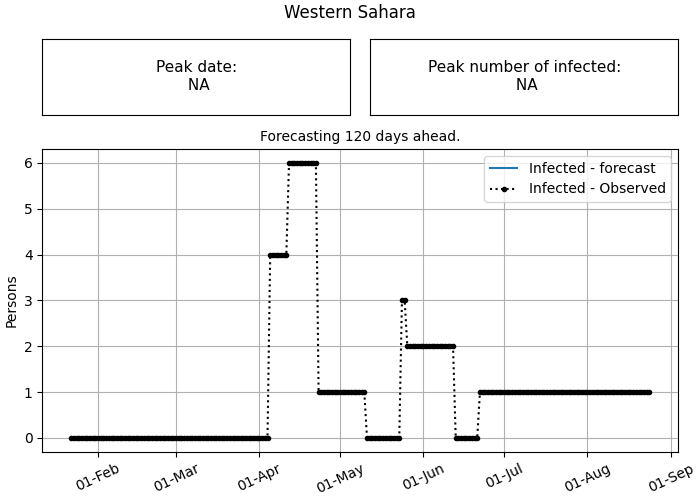 Western Sahara
Peak date:
NA
Peak number of infected:
NA
Forecasting 120 days ahead.
Infected - forecast
Infected - Observed
Persons
6
5
4
3
2
1
0
01-Feb
01-Mar
01-Apr
01-May
01-Jun
01-Jul
01-Aug
01-Sep